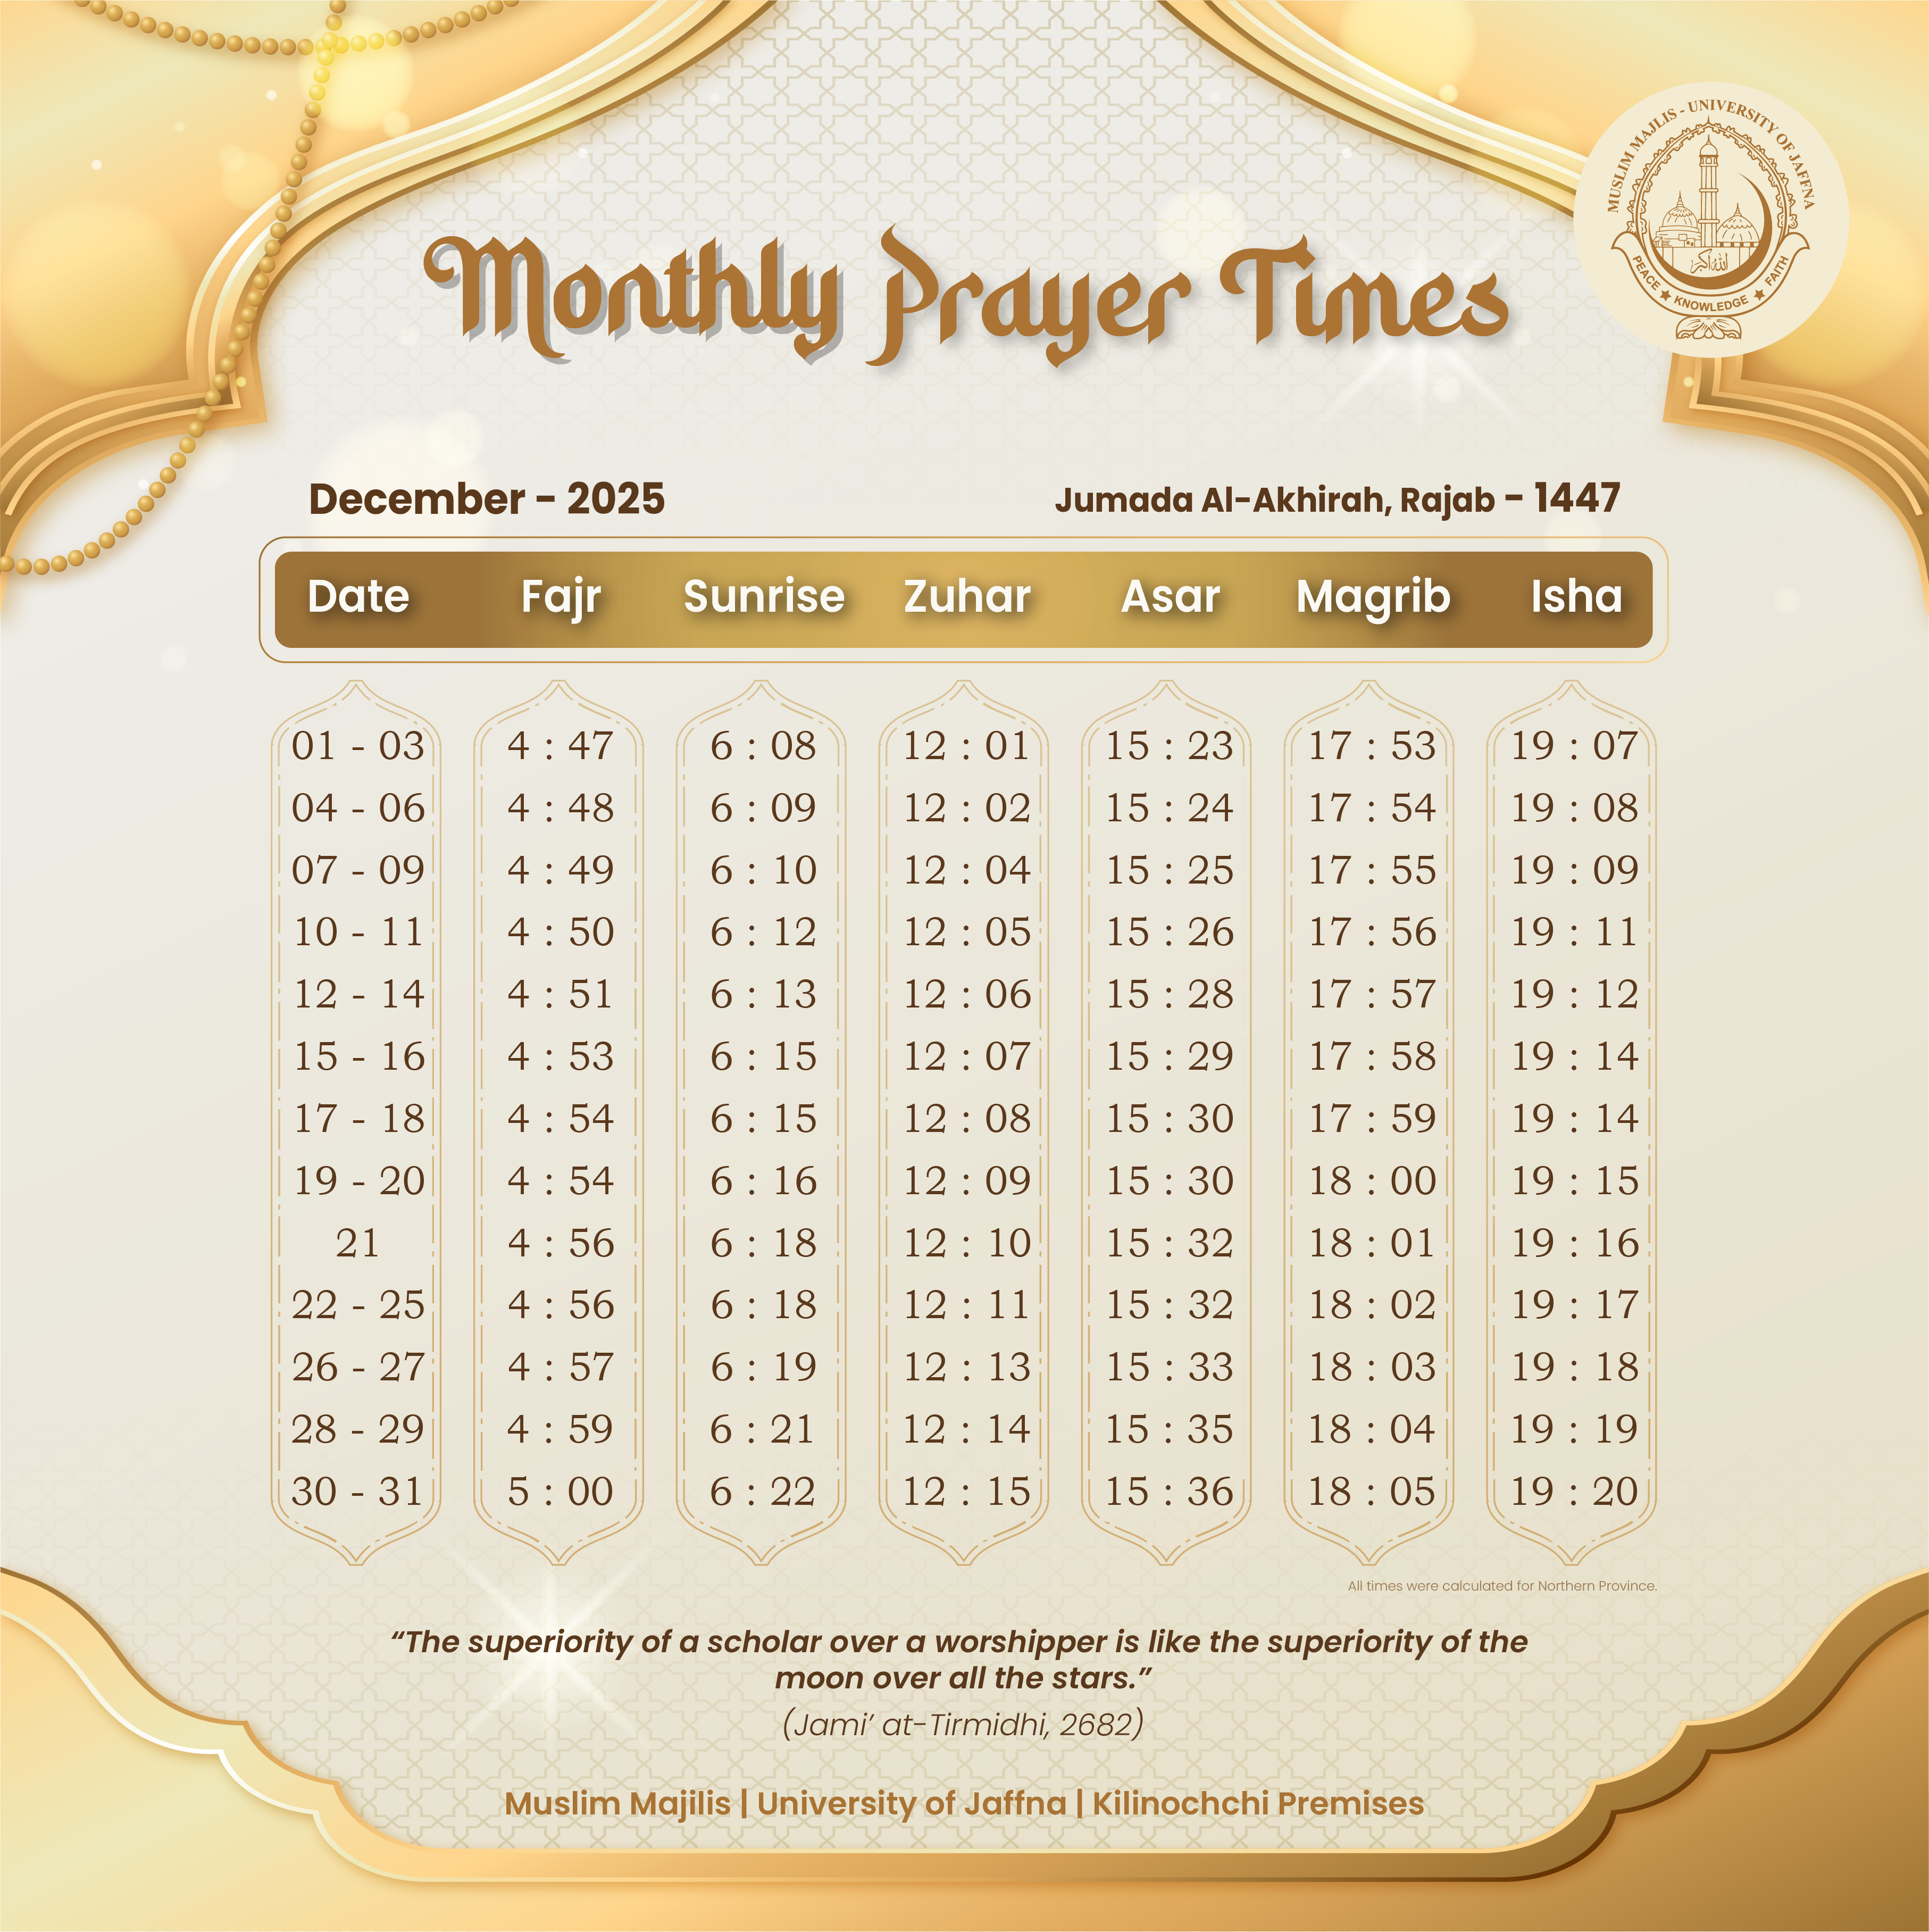 MUSLIM MAJLIS - UNIVERSITY OF JAFFNA
الله أكبر
PEACE ★ KNOWLEDGE ★ FAITH
Monthly Prayer Times
December - 2025 Jumada Al-Akhirah, Rajab - 1447
Date Fajr Sunrise Zuhar Asar Magrib Isha
01 - 03 4 : 47 6 : 08 12 : 01 15 : 23 17 : 53 19 : 07
04 - 06 4 : 48 6 : 09 12 : 02 15 : 24 17 : 54 19 : 08
07 - 09 4 : 49 6 : 10 12 : 04 15 : 25 17 : 55 19 : 09
10 - 11 4 : 50 6 : 12 12 : 05 15 : 26 17 : 56 19 : 11
12 - 14 4 : 51 6 : 13 12 : 06 15 : 28 17 : 57 19 : 12
15 - 16 4 : 53 6 : 15 12 : 07 15 : 29 17 : 58 19 : 14
17 - 18 4 : 54 6 : 15 12 : 08 15 : 30 17 : 59 19 : 14
19 - 20 4 : 54 6 : 16 12 : 09 15 : 30 18 : 00 19 : 15
21 4 : 56 6 : 18 12 : 10 15 : 32 18 : 01 19 : 16
22 - 25 4 : 56 6 : 18 12 : 11 15 : 32 18 : 02 19 : 17
26 - 27 4 : 57 6 : 19 12 : 13 15 : 33 18 : 03 19 : 18
28 - 29 4 : 59 6 : 21 12 : 14 15 : 35 18 : 04 19 : 19
30 - 31 5 : 00 6 : 22 12 : 15 15 : 36 18 : 05 19 : 20
All times were calculated for Northern Province.
“The superiority of a scholar over a worshipper is like the superiority of the
moon over all the stars.”
(Jami’ at-Tirmidhi, 2682)
Muslim Majilis | University of Jaffna | Kilinochchi Premises